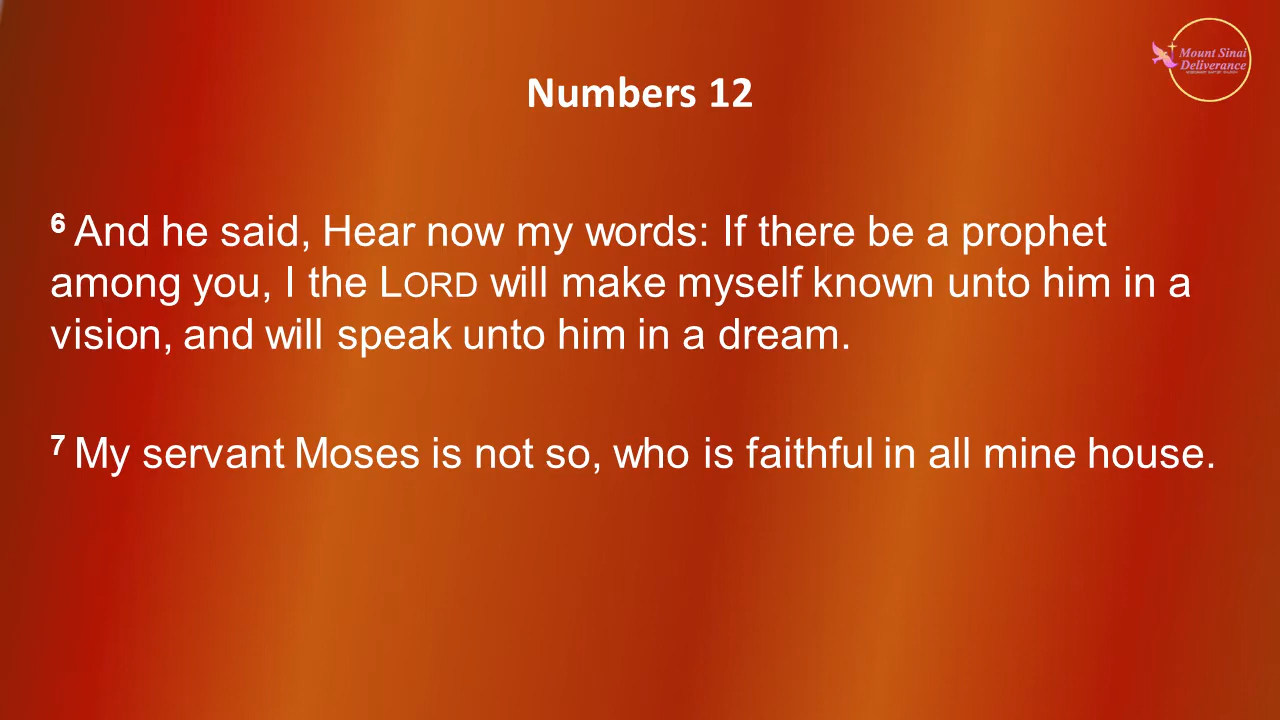 Mount Sinai
Deliverance
Numbers 12
6 And he said, Hear now my words: If there be a prophet
among you, I the LORD will make myself known unto him in a
vision, and will speak unto him in a dream.
7 My servant Moses is not so, who is faithful in all mine house.